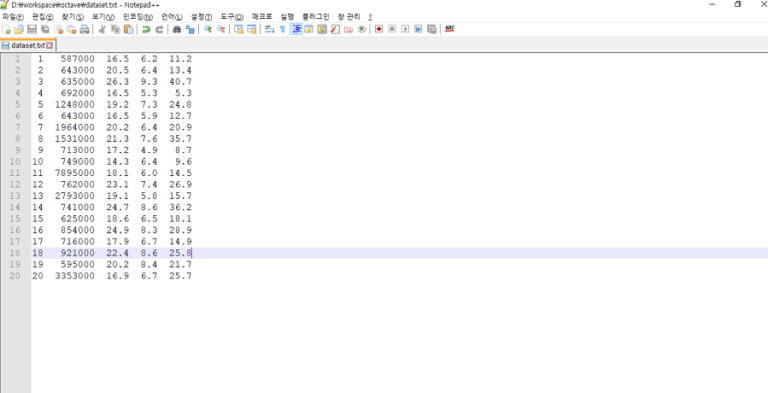 D:₩workspace₩octave₩dataset.txt - Notepad++
파일(F) 편집(E) 찾기(S) 보기(V) 인코딩(N) 언어(L) 설정(T) 도구(O) 매크로 실행 플러그인 창 관리 ?
ABC
dataset.txt
1 1 587000 16.5 6.2 11.2
2 2 643000 20.5 6.4 13.4
3 3 635000 26.3 9.3 40.7
4 4 692000 16.5 5.3 5.3
5 5 1248000 19.2 7.3 24.8
6 6 643000 16.5 5.9 12.7
7 7 1964000 20.2 6.4 20.9
8 8 1531000 21.3 7.6 35.7
9 9 713000 17.2 4.9 8.7
10 10 749000 14.3 6.4 9.6
11 11 7895000 18.1 6.0 14.5
12 12 762000 23.1 7.4 26.9
13 13 2793000 19.1 5.8 15.7
14 14 741000 24.7 8.6 36.2
15 15 625000 18.6 6.5 18.1
16 16 854000 24.9 8.3 28.9
17 17 716000 17.9 6.7 14.9
18 18 921000 22.4 8.6 25.8
19 19 595000 20.2 8.4 21.7
20 20 3353000 16.9 6.7 25.7